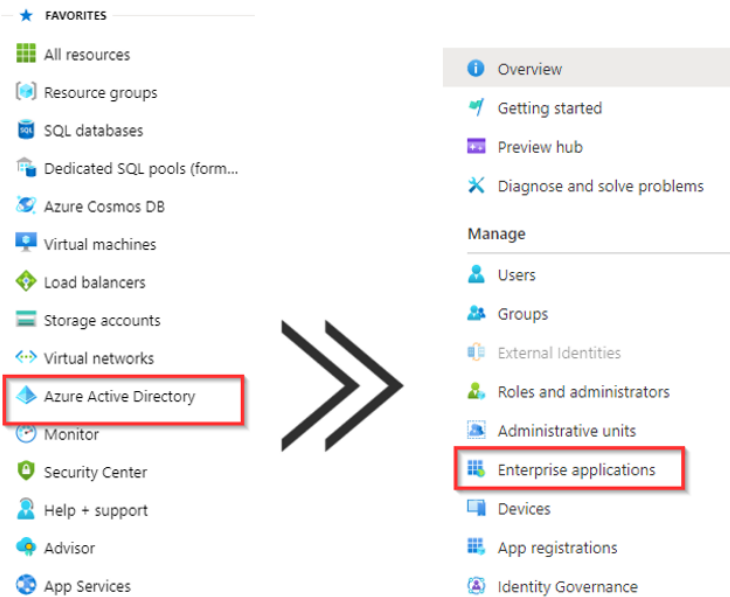 FAVORITES
All resources
Resource groups
SQL databases
Dedicated SQL pools (form...
Azure Cosmos DB
Virtual machines
Load balancers
Storage accounts
Virtual networks
Azure Active Directory
Monitor
Security Center
Help + support
Advisor
App Services
Overview
Getting started
Preview hub
Diagnose and solve problems
Manage
Users
Groups
External Identities
Roles and administrators
Administrative units
Enterprise applications
Devices
App registrations
Identity Governance